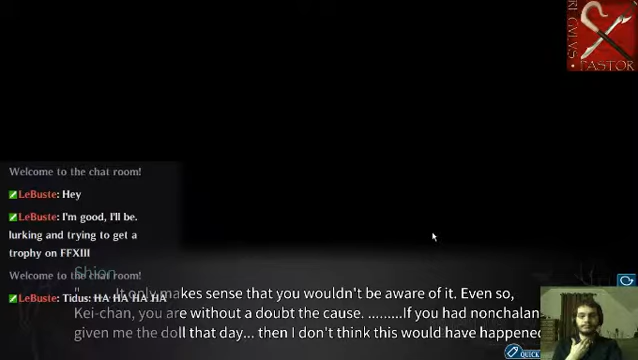 PASTOR
Welcome to the chat room!
LeBuste: Hey
LeBuste: I'm good, I'll be.
lurking and trying to get a
trophy on FFXIII
Welcome to the chat room!
LeBuste: Tidus: HA HA HA HA
Shion
"......It only makes sense that you wouldn't be aware of it. Even so,
Kei-chan, you are without a doubt the cause. .........If you had nonchalan
given me the doll that day... then I don't think this would have happened
QUICK